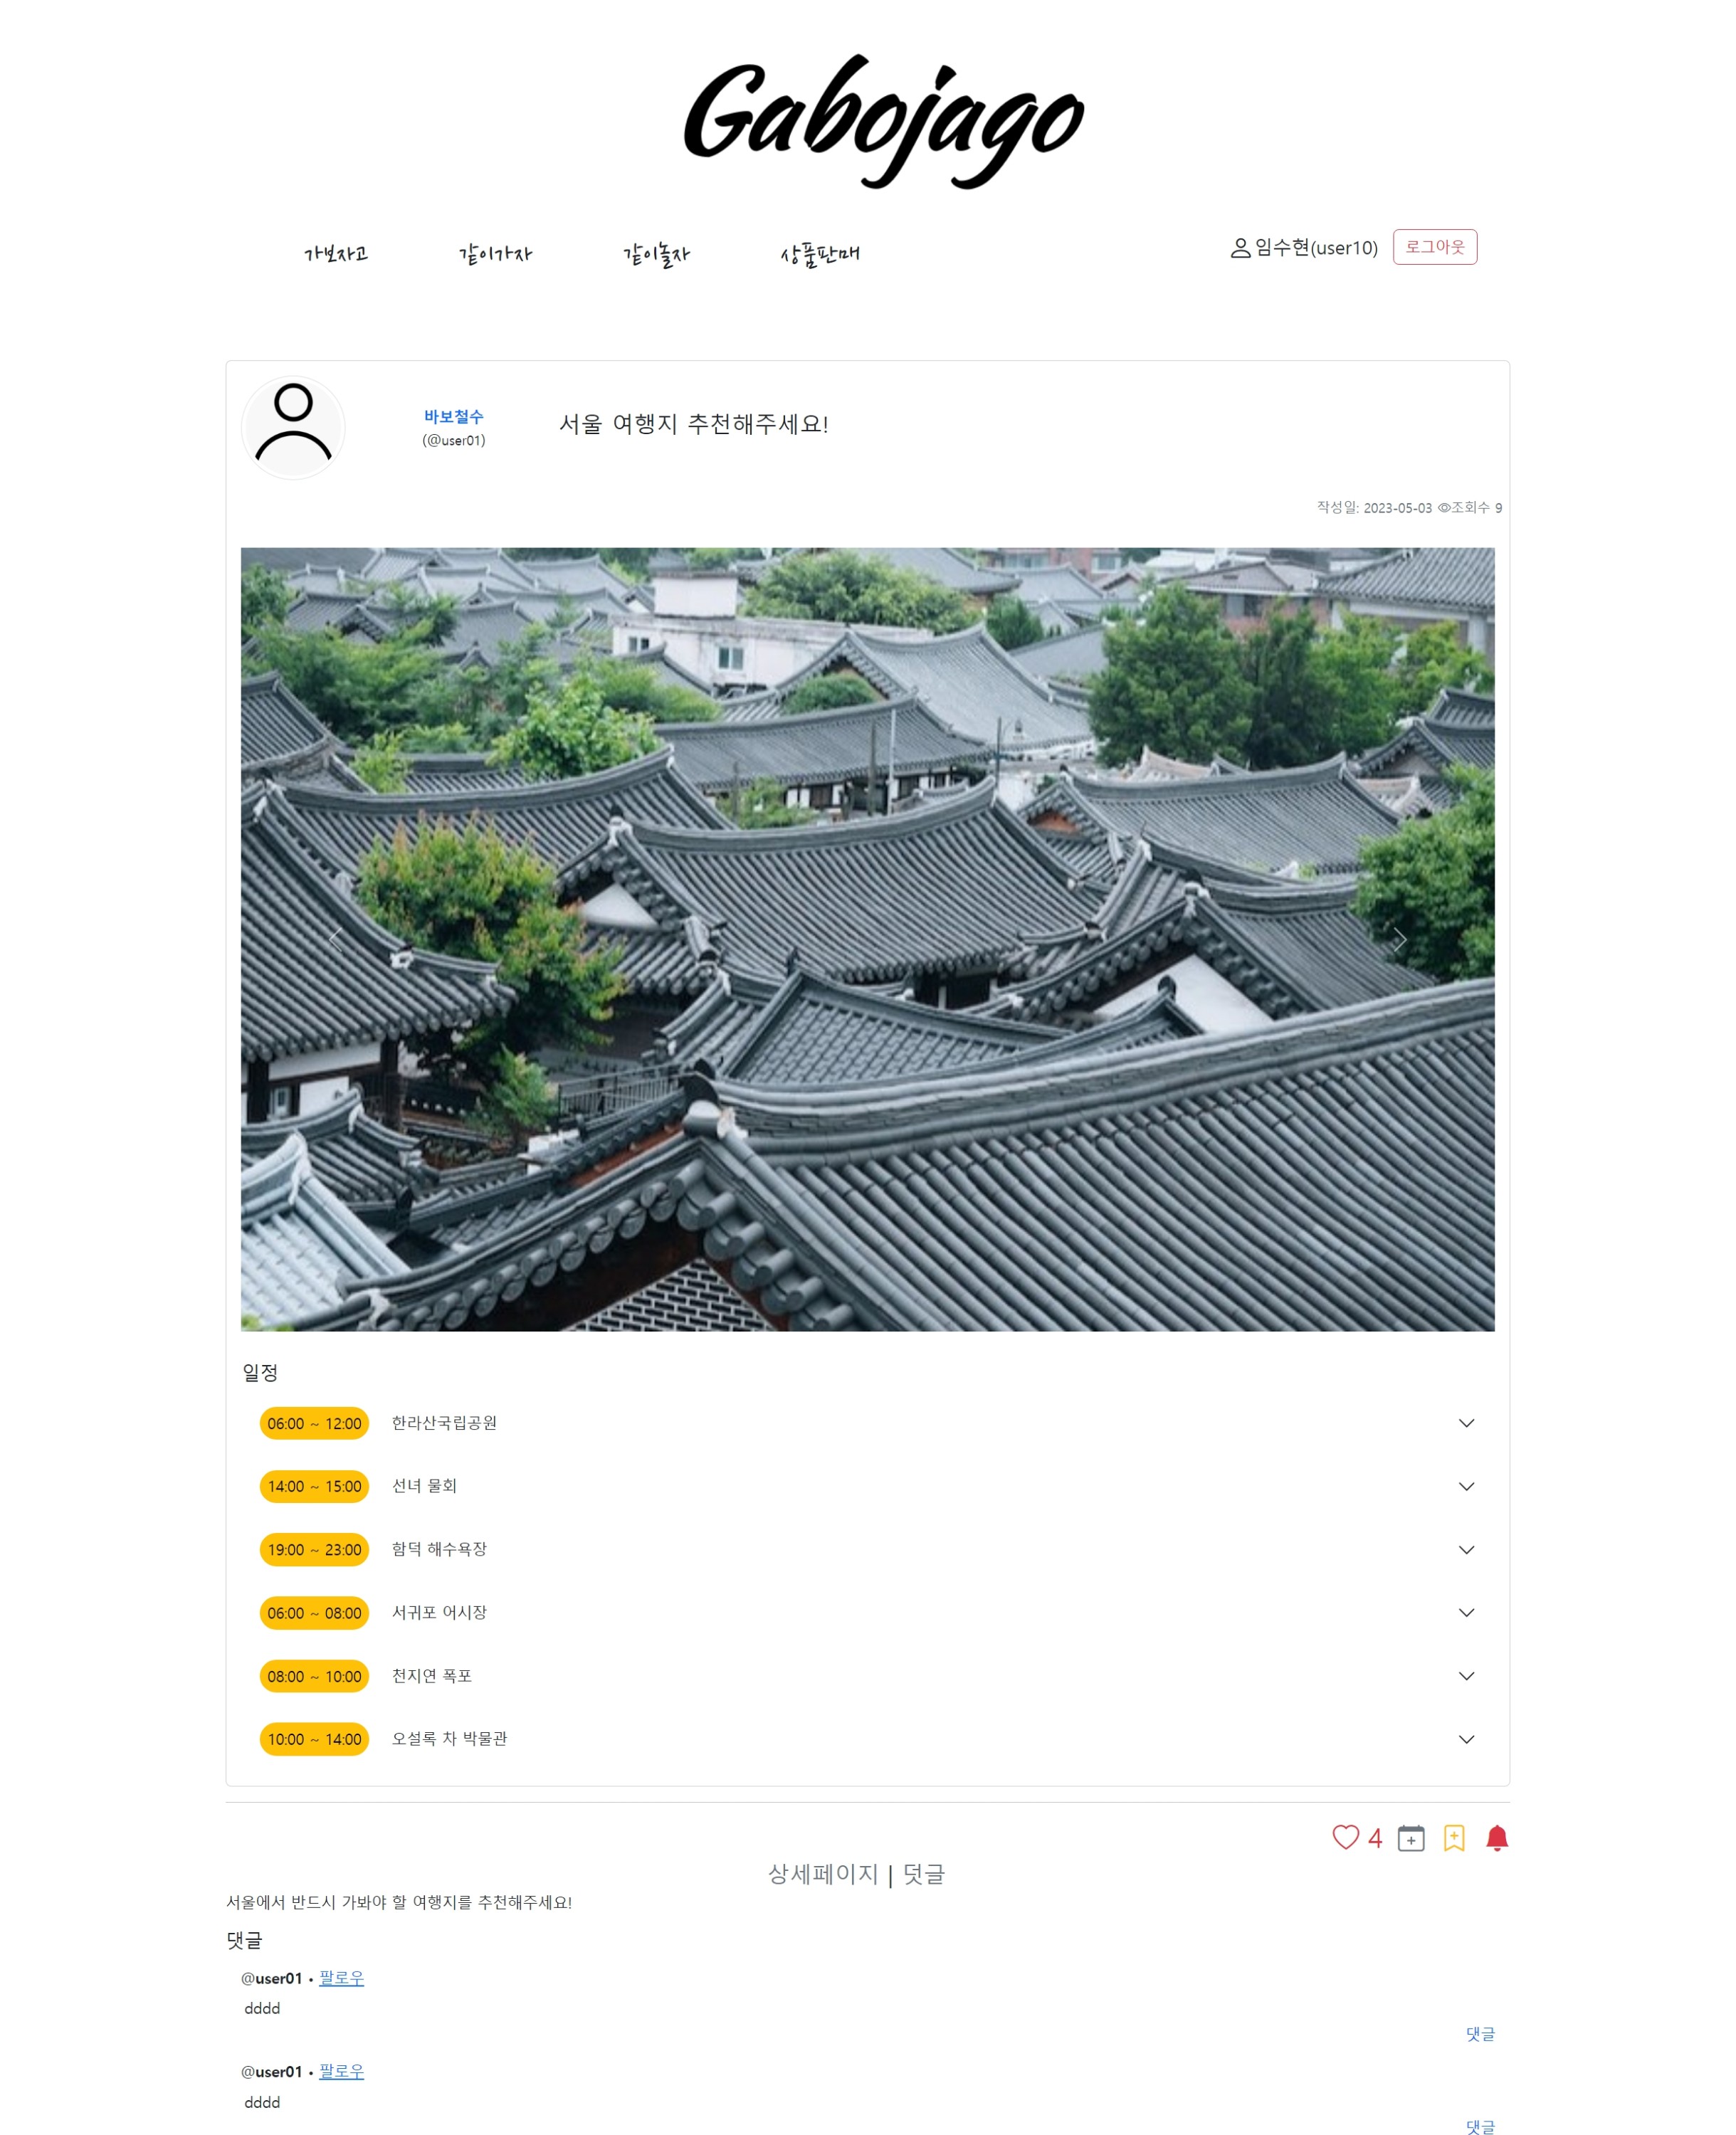 Gabojago
가보자고 같이가자 같이놀자 상품판매 임수현(user10) 로그아웃
바보철수 서울 여행지 추천해주세요!
(@user01)
작성일: 2023-05-03 조회수 9
일정
06:00 ~ 12:00 한라산국립공원
14:00 ~ 15:00 선녀 물회
19:00 ~ 23:00 함덕 해수욕장
06:00 ~ 08:00 서귀포 어시장
08:00 ~ 10:00 천지연 폭포
10:00 ~ 14:00 오설록 차 박물관
4
상세페이지 | 덧글
서울에서 반드시 가봐야 할 여행지를 추천해주세요!
댓글
@user01 • 팔로우
dddd
댓글
@user01 • 팔로우
dddd
댓글